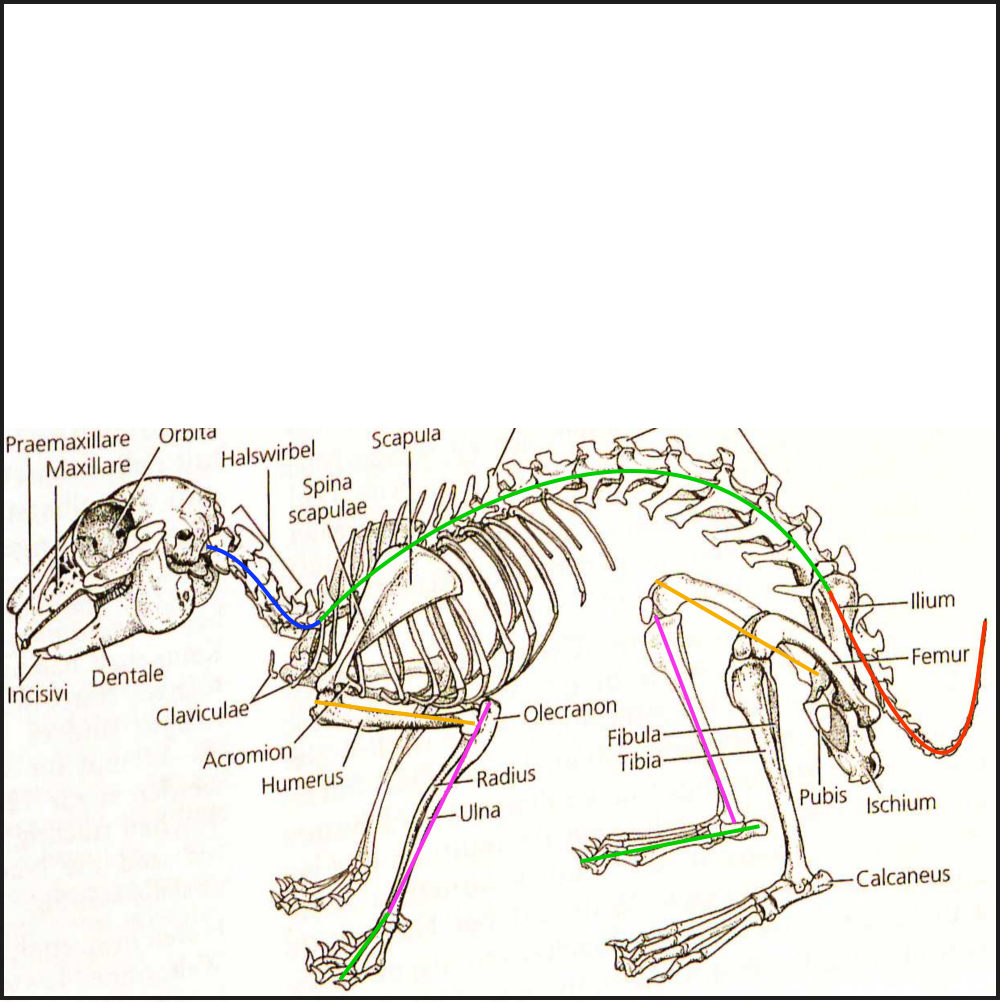 Praemaxillare
Orbita
Maxillare
Halswirbel
Scapula
Spina
scapulae
Ilium
Femur
Incisivi
Dentale
Claviculae
Olecranon
Acromion
Humerus
Fibula
Tibia
Radius
Ulna
Pubis
Ischium
Calcaneus